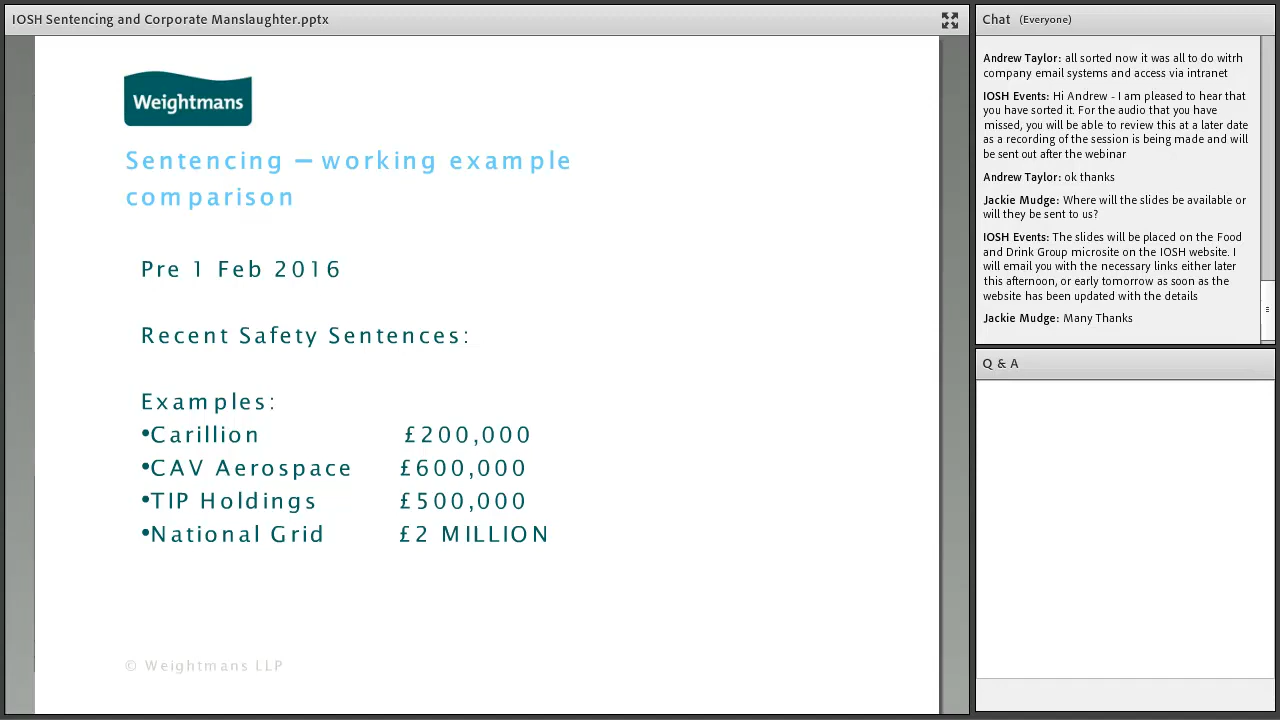 IOSH Sentencing and Corporate Manslaughter.pptx
Weightmans
Sentencing – working example
comparison
Pre 1 Feb 2016
Recent Safety Sentences:
Examples:
•Carillion £200,000
•CAV Aerospace £600,000
•TIP Holdings £500,000
•National Grid £2 MILLION
© Weightmans LLP
Chat (Everyone)
Andrew Taylor: all sorted now it was all to do witrh
company email systems and access via intranet
IOSH Events: Hi Andrew - I am pleased to hear that
you have sorted it. For the audio that you have
missed, you will be able to review this at a later date
as a recording of the session is being made and will
be sent out after the webinar
Andrew Taylor: ok thanks
Jackie Mudge: Where will the slides be available or
will they be sent to us?
IOSH Events: The slides will be placed on the Food
and Drink Group microsite on the IOSH website. I
will email you with the necessary links either later
this afternoon, or early tomorrow as soon as the
website has been updated with the details
Jackie Mudge: Many Thanks
Q & A